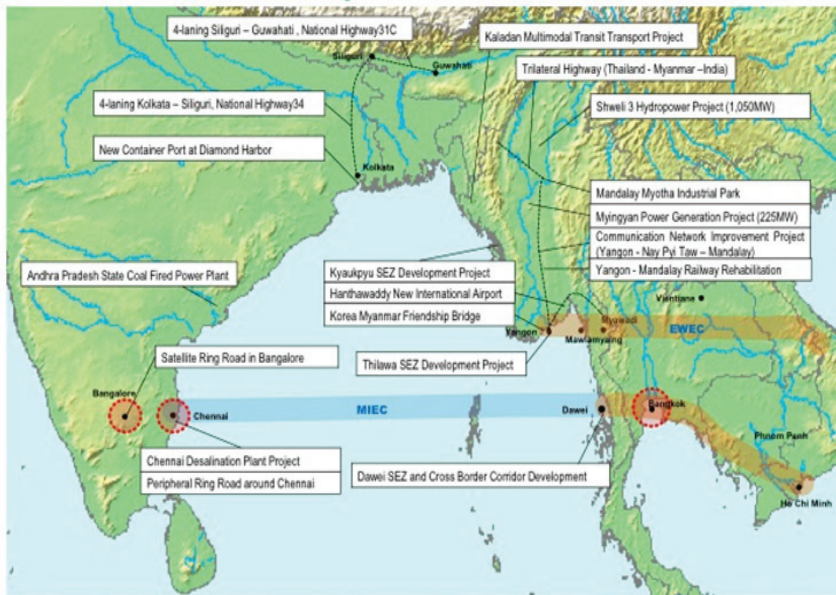 4-laning Siliguri – Guwahati , National Highway31C
Kaladan Multimodal Transit Transport Project
Siliguri
Guwahati
Trilateral Highway (Thailand - Myanmar –India)
4-laning Kolkata – Siliguri, National Highway34
Shweli 3 Hydropower Project (1,050MW)
New Container Port at Diamond Harbor
Kolkata
Mandalay Myotha Industrial Park
Myingyan Power Generation Project (225MW)
Communication Network Improvement Project
(Yangon - Nay Pyi Taw – Mandalay)
Andhra Pradesh State Coal Fired Power Plant
Kyaukpyu SEZ Development Project
Yangon - Mandalay Railway Rehabilitation
Hanthawaddy New International Airport
Vientiane
Korea Myanmar Friendship Bridge
Yangon
Mawlamyaing
EWEC
Satellite Ring Road in Bangalore
Thilawa SEZ Development Project
Bangalore
Chennai
MIEC
Dawei
Bangkok
Phnom Penh
Chennai Desalination Plant Project
Peripheral Ring Road around Chennai
Dawei SEZ and Cross Border Corridor Development
Ho Chi Minh